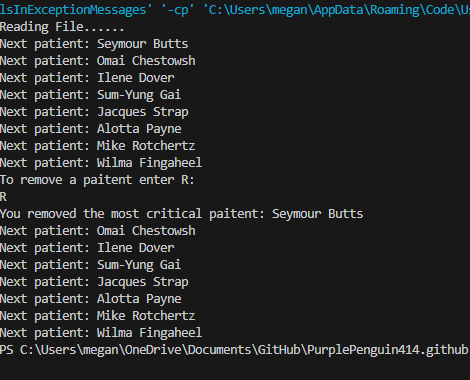 lsInExceptionMessages' '-cp' 'C:\Users\megan\AppData\Roaming\Code\Us
Reading File......
Next patient: Seymour Butts
Next patient: Omai Chestowsh
Next patient: Ilene Dover
Next patient: Sum-Yung Gai
Next patient: Jacques Strap
Next patient: Alotta Payne
Next patient: Mike Rotchertz
Next patient: Wilma Fingaheel
To remove a paitent enter R:
R
You removed the most critical paitent: Seymour Butts
Next patient: Omai Chestowsh
Next patient: Ilene Dover
Next patient: Sum-Yung Gai
Next patient: Jacques Strap
Next patient: Alotta Payne
Next patient: Mike Rotchertz
Next patient: Wilma Fingaheel
PS C:\Users\megan\OneDrive\Documents\GitHub\PurplePenguin414.github